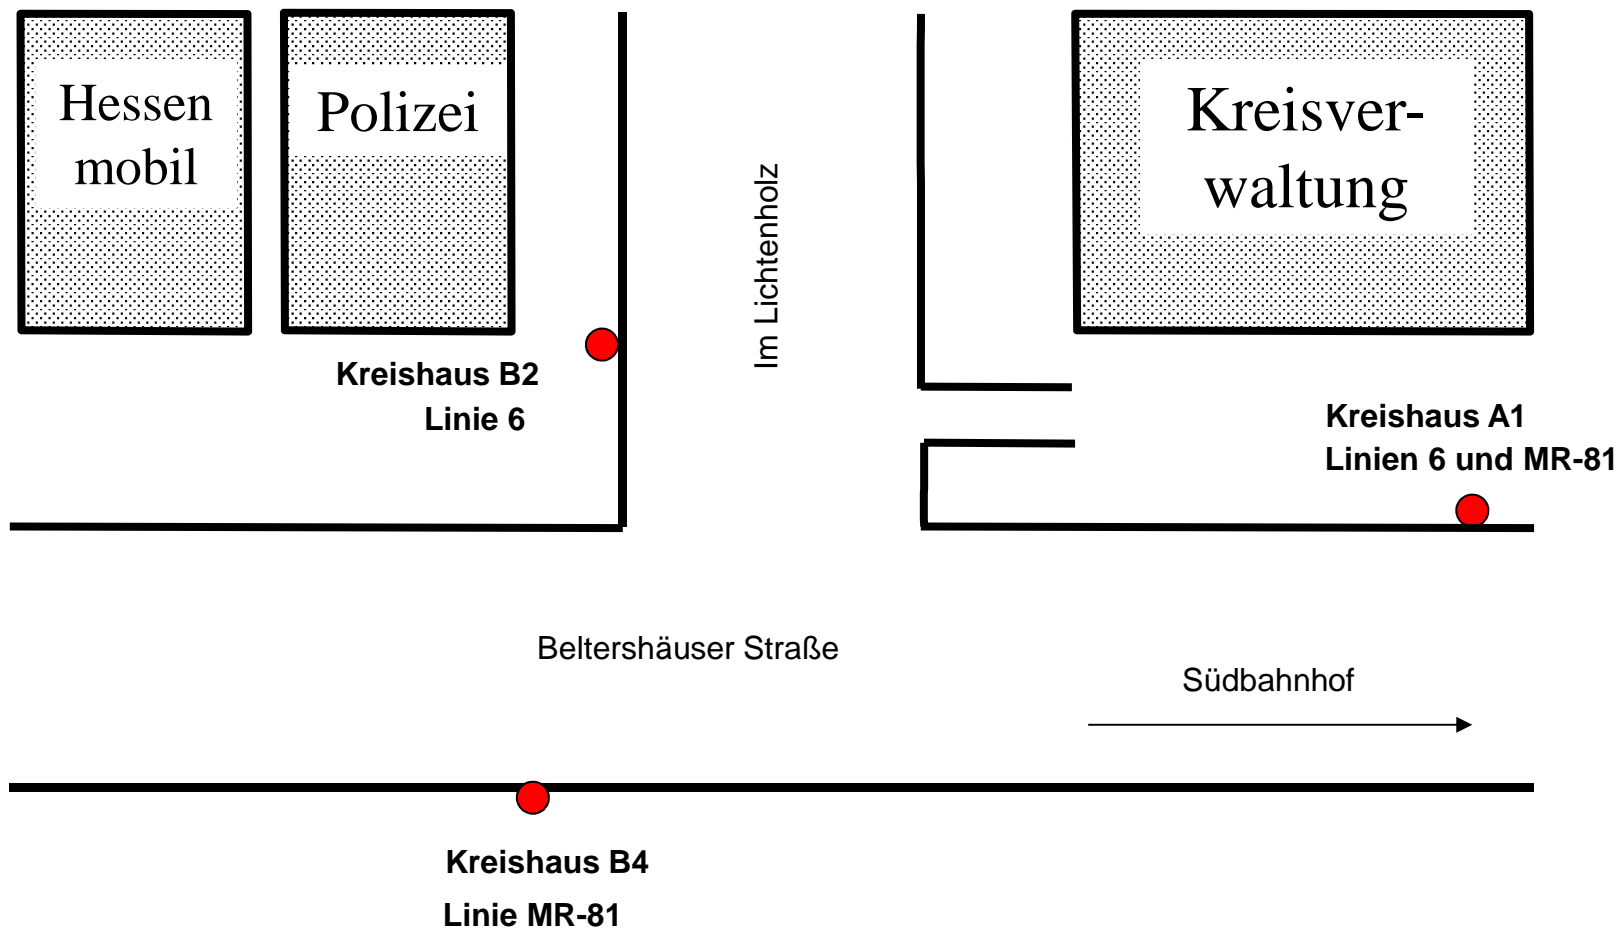 Hessen
mobil
Polizei
Kreisver-
waltung
Im Lichtenholz
Kreishaus B2
Linie 6
Kreishaus A1
Linien 6 und MR-81
Beltershäuser Straße
Südbahnhof
Kreishaus B4
Linie MR-81